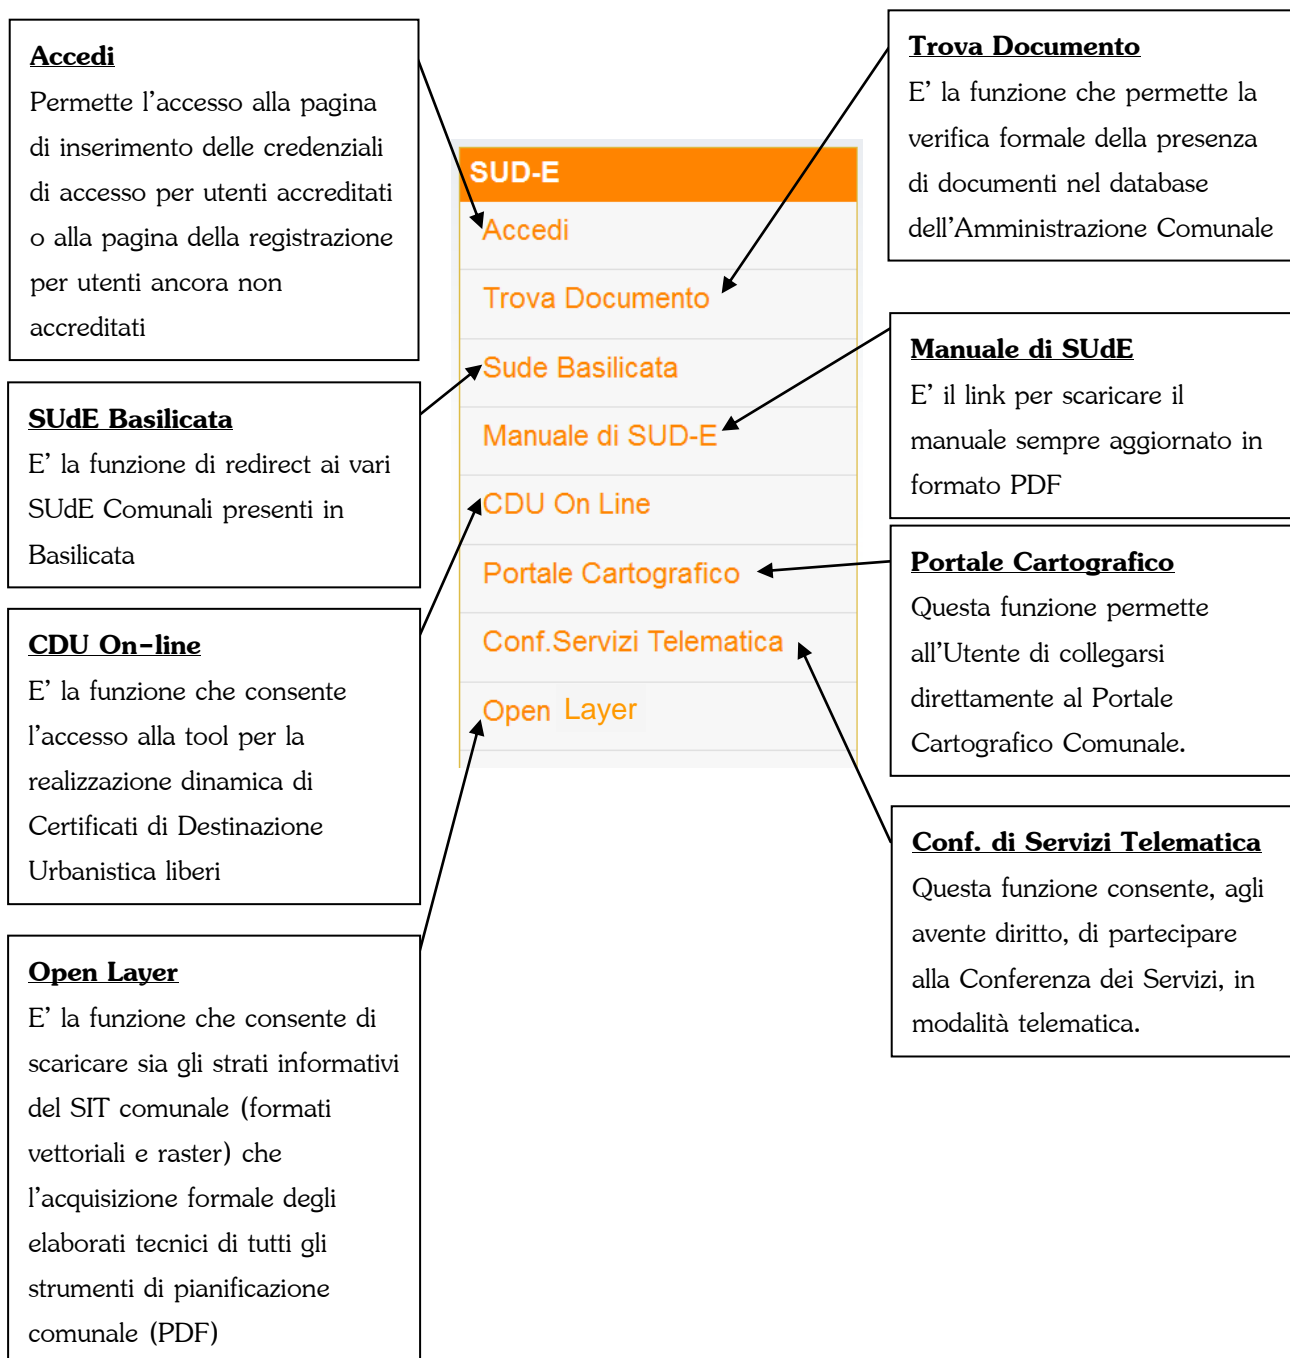 Accedi
Permette l'accesso alla pagina
di inserimento delle credenziali
di accesso per utenti accreditati
o alla pagina della registrazione
per utenti ancora non
accreditati
SUdE Basilicata
E' la funzione di redirect ai vari
SUdE Comunali presenti in
Basilicata
CDU On-line
E' la funzione che consente
l'accesso alla tool per la
realizzazione dinamica di
Certificati di Destinazione
Urbanistica liberi
Open Layer
E' la funzione che consente di
scaricare sia gli strati informativi
del SIT comunale (formati
vettoriali e raster) che
l'acquisizione formale degli
elaborati tecnici di tutti gli
strumenti di pianificazione
comunale (PDF)
SUD-E
Accedi
Trova Documento
Sude Basilicata
Manuale di SUD-E
CDU On Line
Portale Cartografico
Conf.Servizi Telematica
Open Layer
Trova Documento
E' la funzione che permette la
verifica formale della presenza
di documenti nel database
dell'Amministrazione Comunale
Manuale di SUdE
E' il link per scaricare il
manuale sempre aggiornato in
formato PDF
Portale Cartografico
Questa funzione permette
all'Utente di collegarsi
direttamente al Portale
Cartografico Comunale.
Conf. di Servizi Telematica
Questa funzione consente, agli
avente diritto, di partecipare
alla Conferenza dei Servizi, in
modalità telematica.